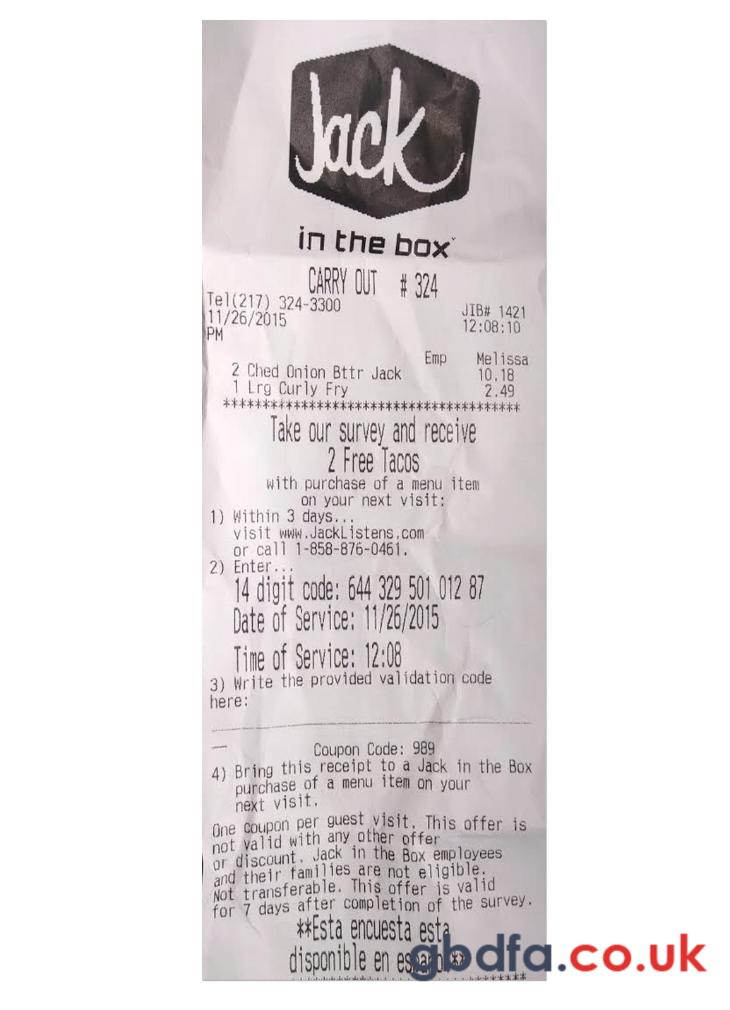 Jack
in the box
CARRY OUT # 324
Tel(217) 324-3300
JIB# 1421
11/26/2015 12:08:10
PM
Emp Melissa
2 Ched Onion Bttr Jack 10.18
1 Lrg Curly Fry 2.49
****************************************
Take our survey and receive
2 Free Tacos
with purchase of a menu item
on your next visit:
1) Within 3 days...
visit www.JackListens.com
or call 1-858-876-0461.
2) Enter...
14 digit code: 644 329 501 012 87
Date of Service: 11/26/2015
Time of Service: 12:08
3) Write the provided validation code
here:
Coupon Code: 989
4) Bring this receipt to a Jack in the Box
purchase of a menu item on your
next visit.
One coupon per guest visit. This offer is
not valid with any other offer
or discount. Jack in the Box employees
and their families are not eligible.
Not transferable. This offer is valid
for 7 days after completion of the survey.
**Esta encuesta esta
disponible en español**
gbdfa.co.uk